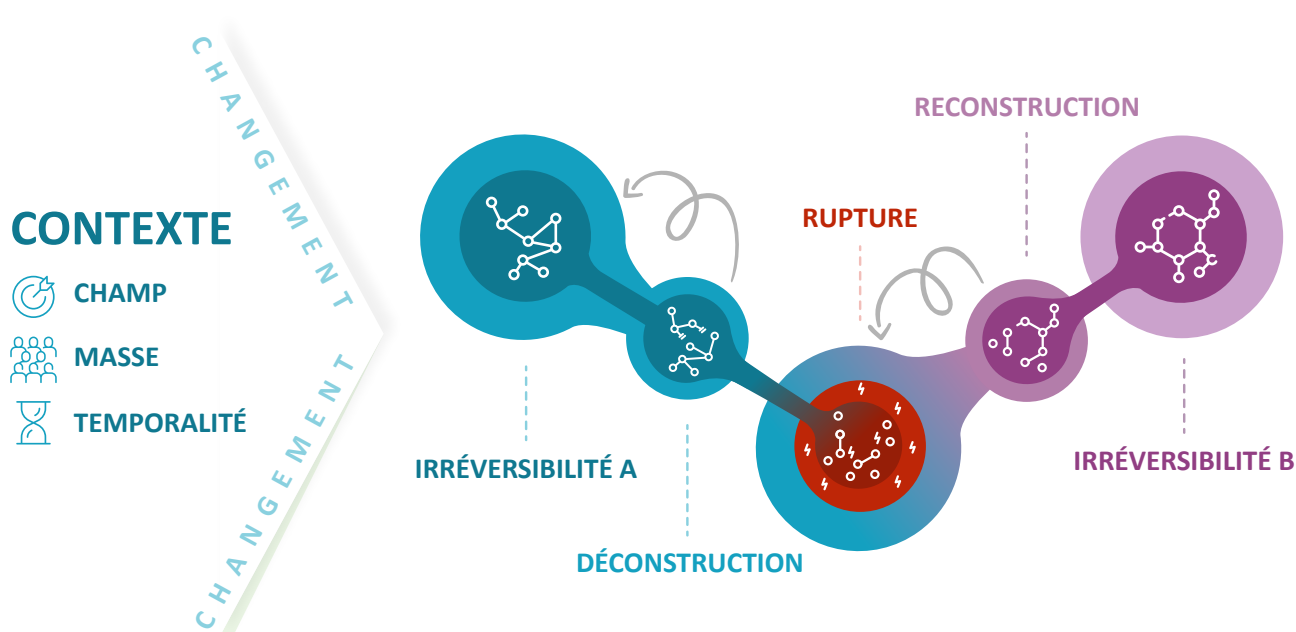 CONTEXTE
CHAMP
MASSE
TEMPORALITÉ
CHANGEMENT
CHANGEMENT
IRRÉVERSIBILITÉ A
DÉCONSTRUCTION
RUPTURE
RECONSTRUCTION
IRRÉVERSIBILITÉ B